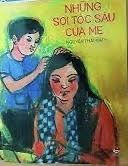 NHỮNG
SỢI TÓC SÂU
CỦA MẸ